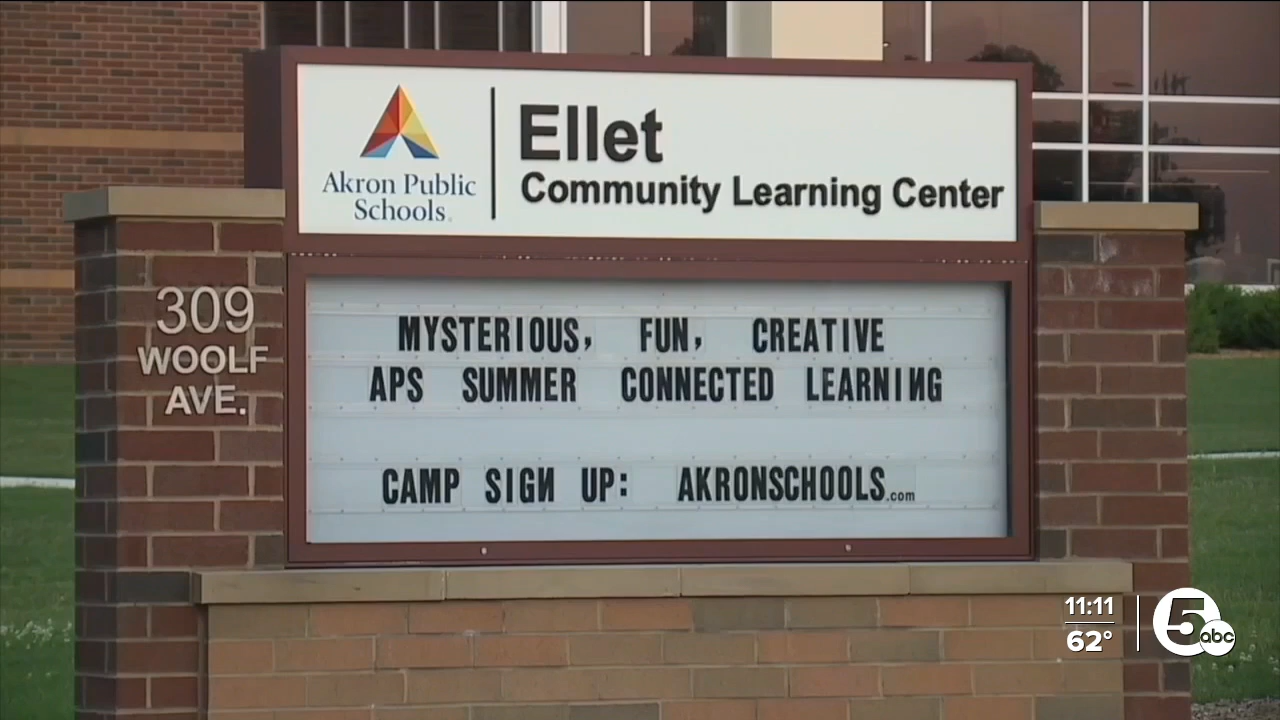 Akron Public
Schools
Ellet
Community Learning Center
309
WOOLF
AVE.
MYSTERIOUS, FUN, CREATIVE
APS SUMMER CONNECTED LEARNING
CAMP SIGN UP: AKRONSCHOOLS.com
11:11
62°
5
abc